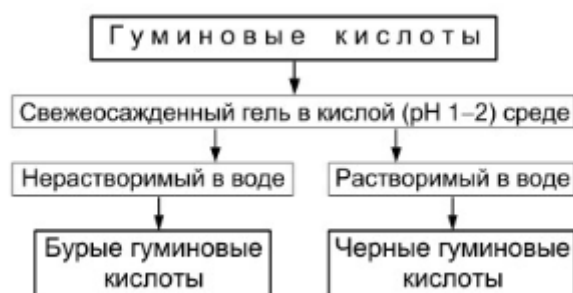 Гуминовые кислоты
Свежеосажденный гель в кислой (pH 1–2) среде
Нерастворимый в воде
Растворимый в воде
Бурые гуминовые
кислоты
Черные гуминовые
кислоты